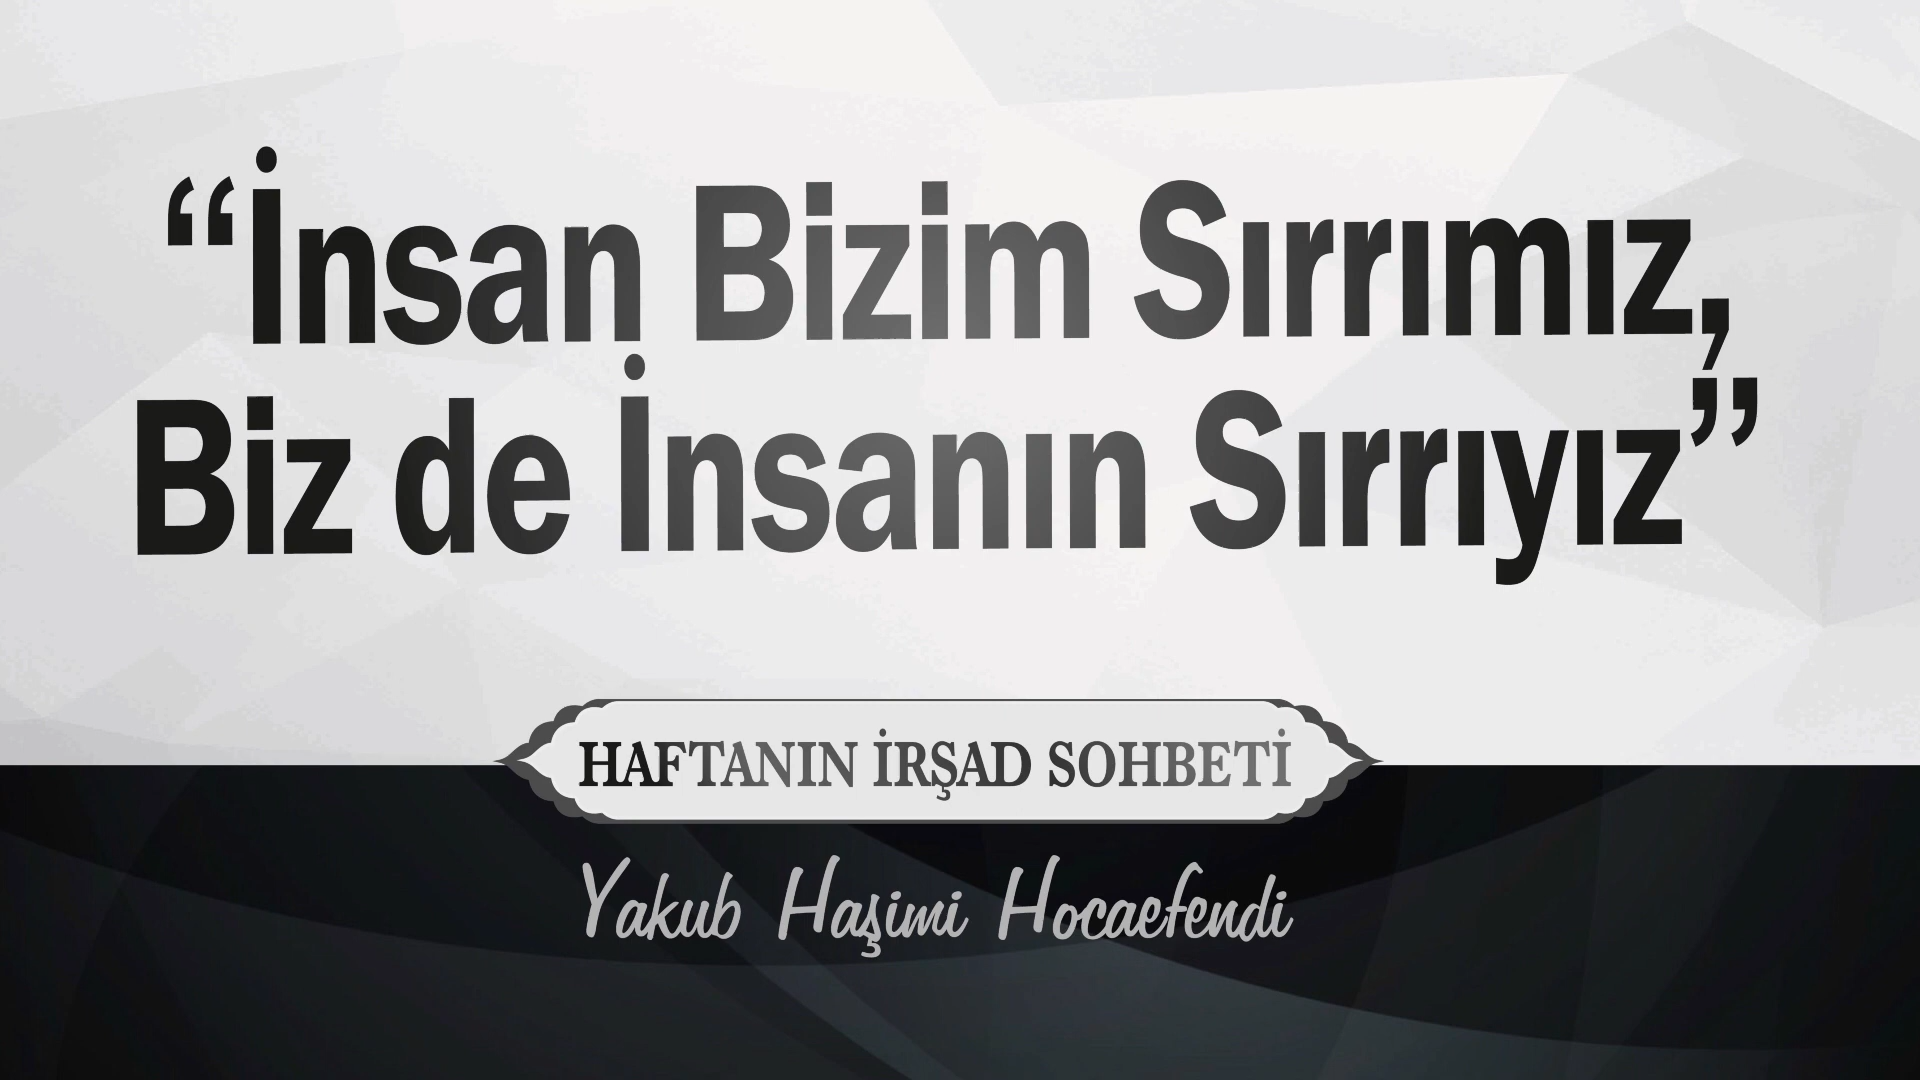 “İnsan Bizim Sırrımız,
Biz de İnsanın Sırrıyız”
HAFTANIN İRŞAD SOHBETİ
Yakub Haşimi Hocaefendi